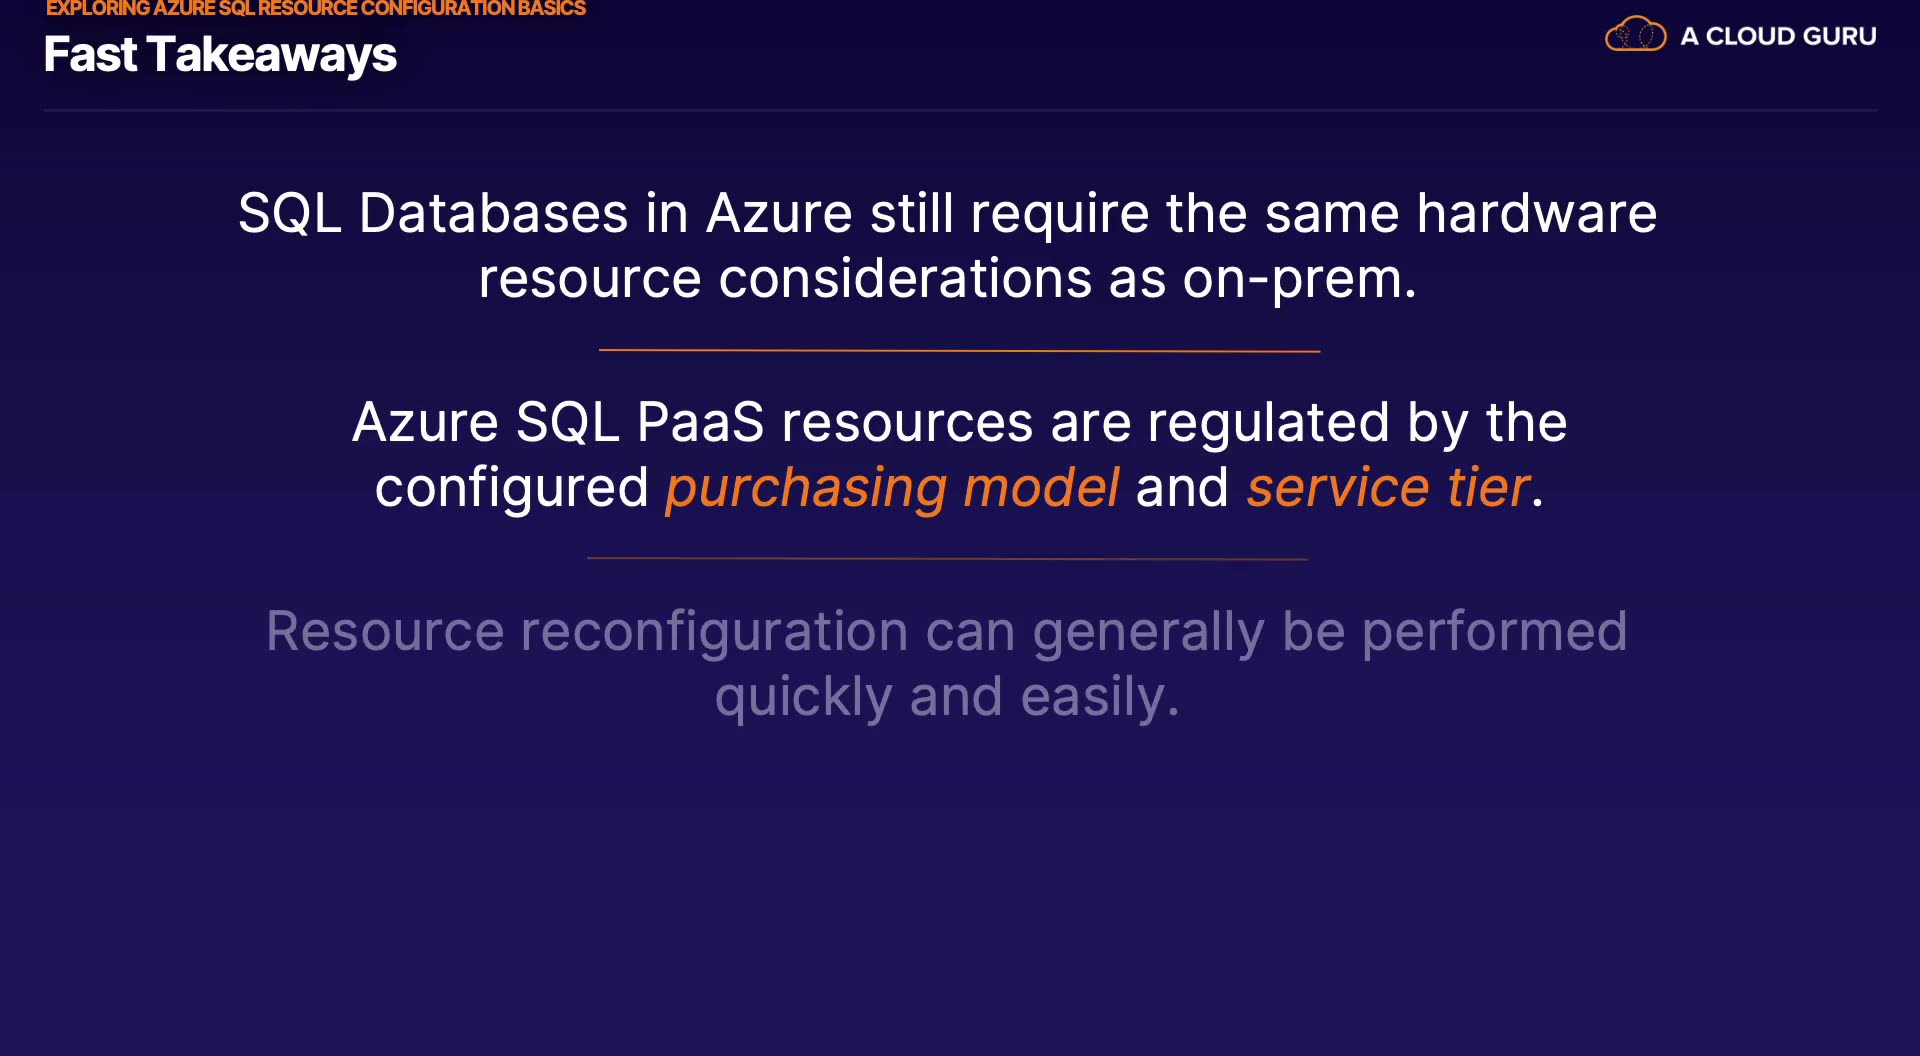 EXPLORING AZURE SQL RESOURCE CONFIGURATION BASICS
Fast Takeaways
A CLOUD GURU
SQL Databases in Azure still require the same hardware
resource considerations as on-prem.
Azure SQL PaaS resources are regulated by the
configured purchasing model and service tier.
Resource reconfiguration can generally be performed
quickly and easily.